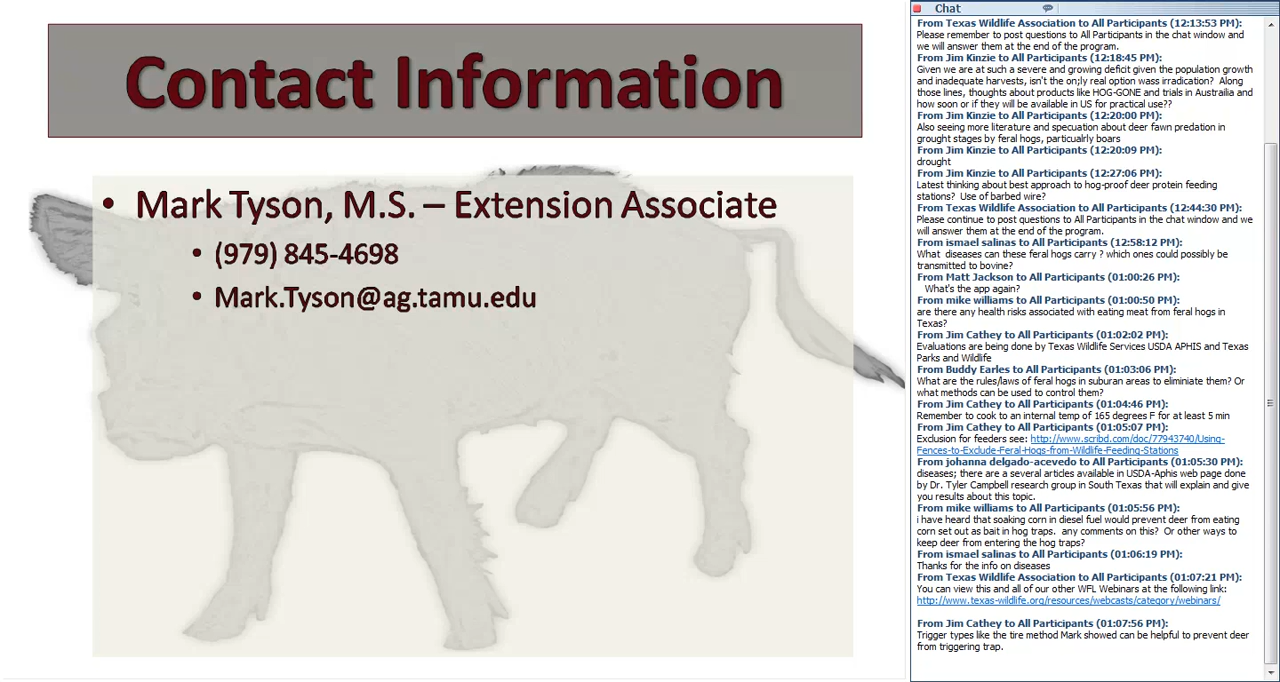 Contact Information
• Mark Tyson, M.S. – Extension Associate
• (979) 845-4698
• Mark.Tyson@ag.tamu.edu
Chat
From Texas Wildlife Association to All Participants (12:13:53 PM):
Please remember to post questions to All Participants in the chat window and
we will answer them at the end of the program.
From Jim Kinzie to All Participants (12:18:45 PM):
Given we are at such a severe and growing deficit given the population growth
and inadequate harvests, isn't the on;ly real option wass irradication? Along
those lines, thoughts about products like HOG-GONE and trials in Austrailia and
how soon or if they will be available in US for practical use??
From Jim Kinzie to All Participants (12:20:00 PM):
Also seeing more literature and specuation about deer fawn predation in
grought stages by feral hogs, particualrly boars
From Jim Kinzie to All Participants (12:20:09 PM):
drought
From Jim Kinzie to All Participants (12:27:06 PM):
Latest thinking about best approach to hog-proof deer protein feeding
stations? Use of barbed wire?
From Texas Wildlife Association to All Participants (12:44:30 PM):
Please continue to post questions to All Participants in the chat window and we
will answer them at the end of the program.
From ismael salinas to All Participants (12:58:12 PM):
What diseases can these feral hogs carry ? which ones could possibly be
transmitted to bovine?
From Matt Jackson to All Participants (01:00:26 PM):
What's the app again?
From mike williams to All Participants (01:00:50 PM):
are there any health risks associated with eating meat from feral hogs in
Texas?
From Jim Cathey to All Participants (01:02:02 PM):
Evaluations are being done by Texas Wildlife Services USDA APHIS and Texas
Parks and Wildlife
From Buddy Earles to All Participants (01:03:06 PM):
What are the rules/laws of feral hogs in suburan areas to eliminiate them? Or
what methods can be used to control them?
From Jim Cathey to All Participants (01:04:46 PM):
Remember to cook to an internal temp of 165 degrees F for at least 5 min
From Jim Cathey to All Participants (01:05:07 PM):
Exclusion for feeders see: http://www.scribd.com/doc/77943740/Using-
Fences-to-Exclude-Feral-Hogs-from-Wildlife-Feeding-Stations
From johanna delgado-acevedo to All Participants (01:05:30 PM):
diseases; there are a several articles available in USDA-Aphis web page done
by Dr. Tyler Campbell research group in South Texas that will explain and give
you results about this topic.
From mike williams to All Participants (01:05:56 PM):
i have heard that soaking corn in diesel fuel would prevent deer from eating
corn set out as bait in hog traps. any comments on this? Or other ways to
keep deer from entering the hog traps?
From ismael salinas to All Participants (01:06:19 PM):
Thanks for the info on diseases
From Texas Wildlife Association to All Participants (01:07:21 PM):
You can view this and all of our other WFL Webinars at the following link:
http://www.texas-wildlife.org/resources/webcasts/category/webinars/
From Jim Cathey to All Participants (01:07:56 PM):
Trigger types like the tire method Mark showed can be helpful to prevent deer
from triggering trap.